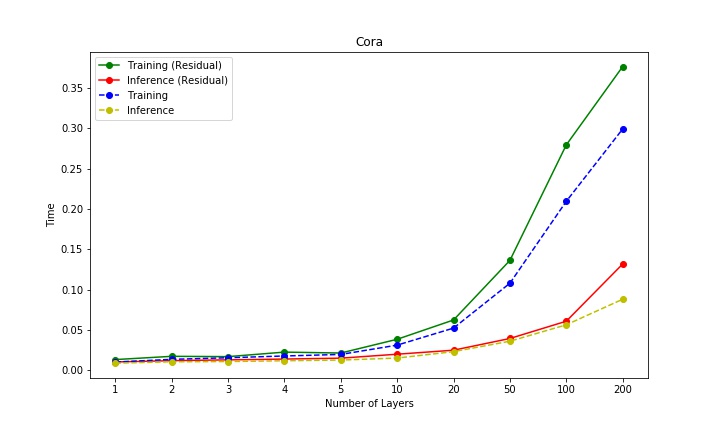 Cora
Training (Residual)
Inference (Residual)
Training
Inference
0.35
0.30
0.25
0.20
0.15
0.10
0.05
0.00
Time
1 2 3 4 5 10 20 50 100 200
Number of Layers